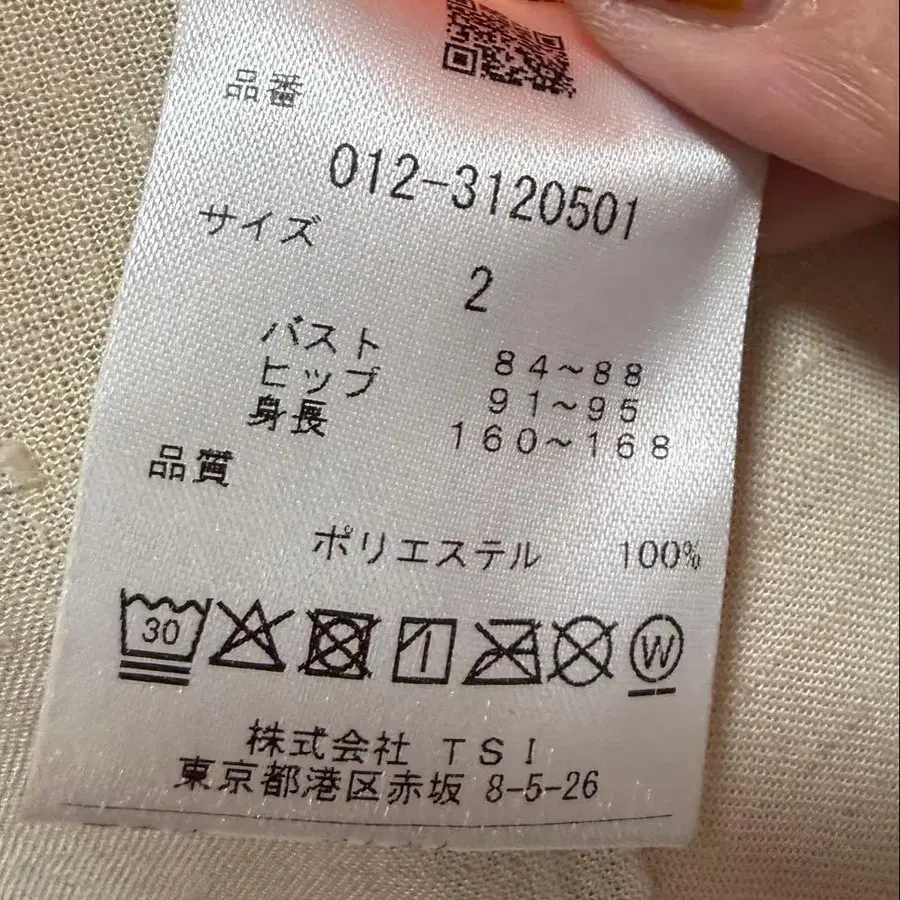 品番
012-3120501
サイズ
2
バスト 84~88
ヒップ 91~95
身長 160~168
品質
ポリエステル 100%
30
W
株式会社 TSI
東京都港区赤坂 8-5-26